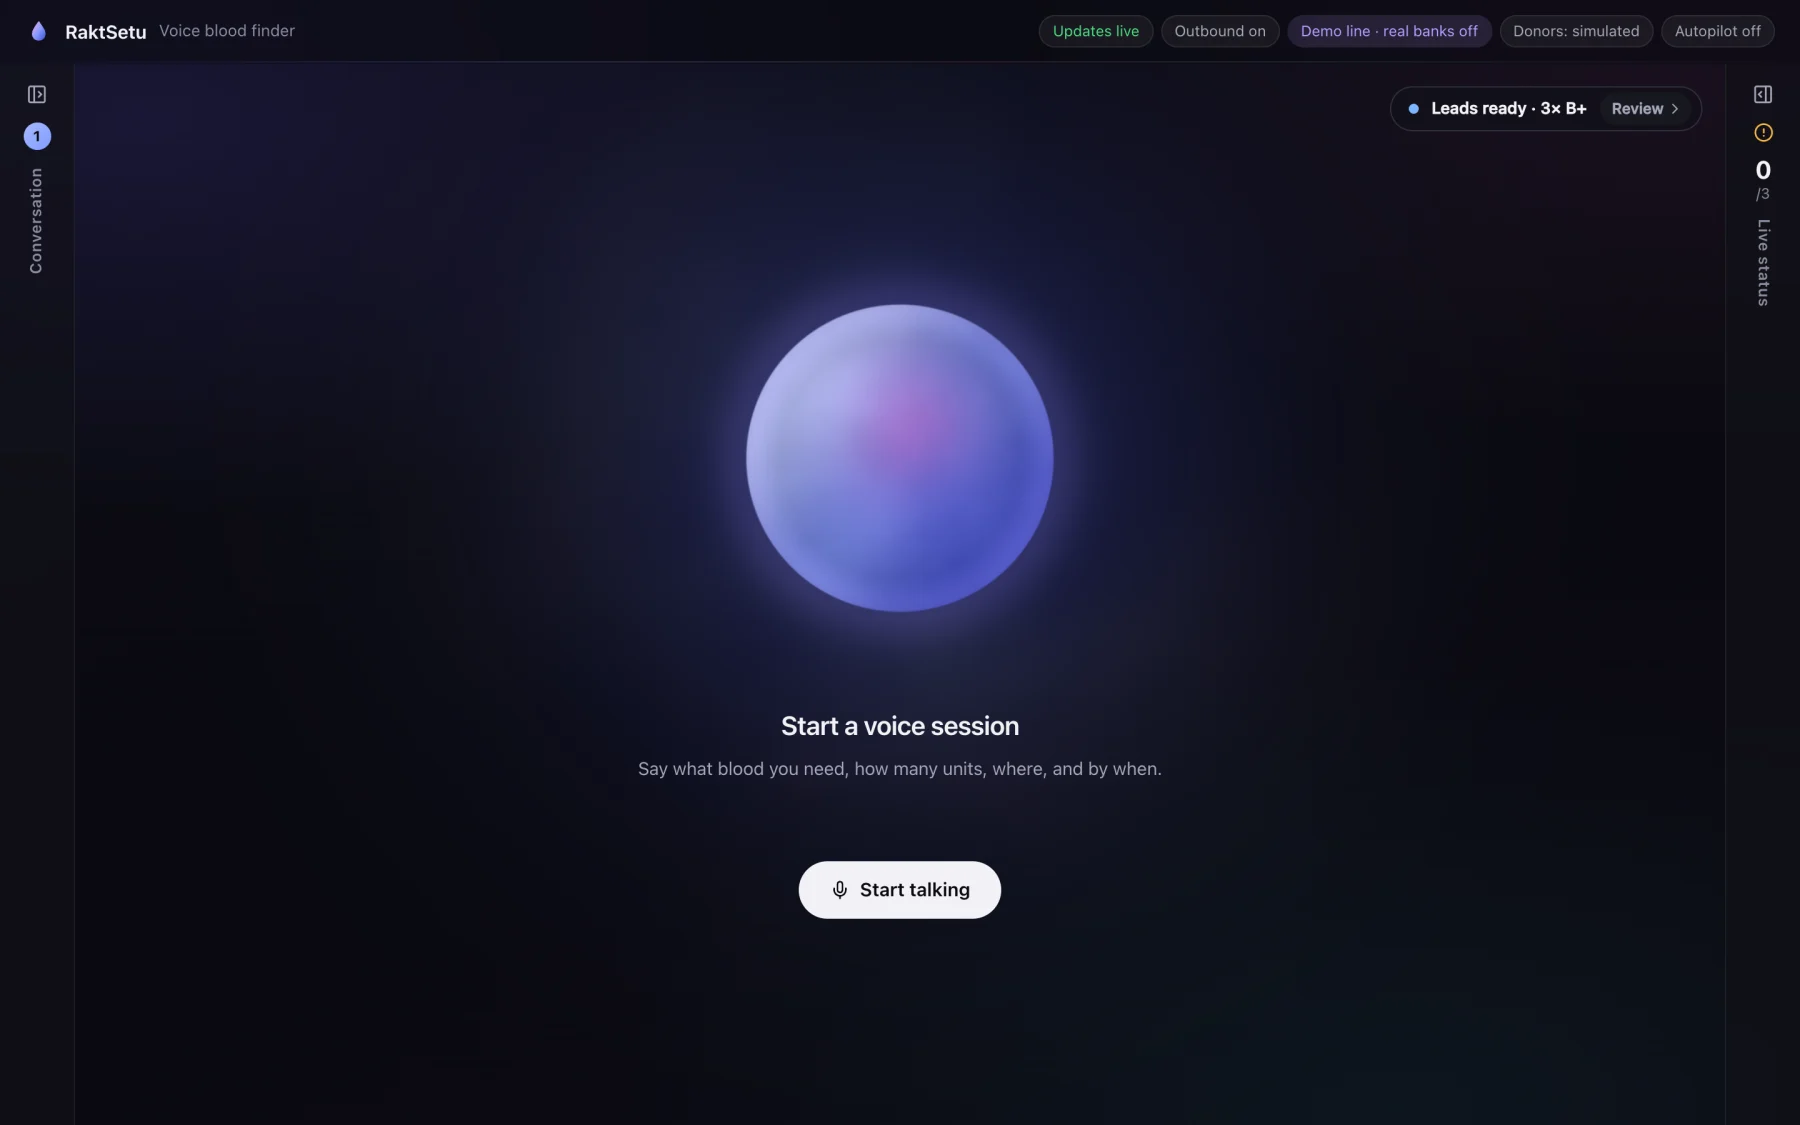 RaktSetu
Voice blood finder
Updates live
Outbound on
Demo line · real banks off
Donors: simulated
Autopilot off
1
Conversation
Leads ready · 3× B+
Review
0
/3
Live status
Start a voice session
Say what blood you need, how many units, where, and by when.
Start talking